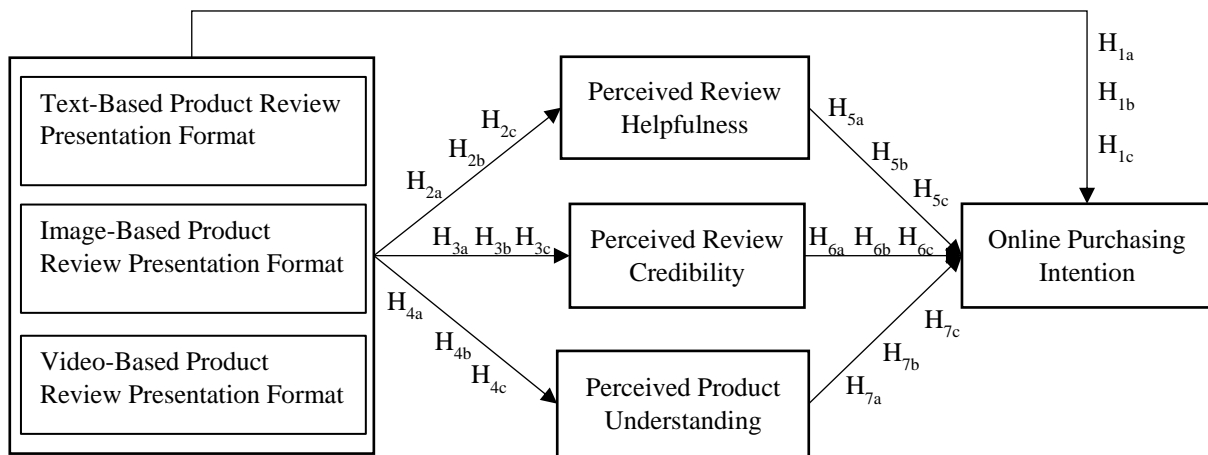 Text-Based Product Review
Presentation Format
Image-Based Product
Review Presentation Format
Video-Based Product
Review Presentation Format
H2a
H2b
H2c
H3a H3b H3c
H4a
H4b
H4c
Perceived Review
Helpfulness
Perceived Review
Credibility
Perceived Product
Understanding
H5a
H5b
H5c
H6a H6b H6c
H7a
H7b
H7c
H1a
H1b
H1c
Online Purchasing
Intention